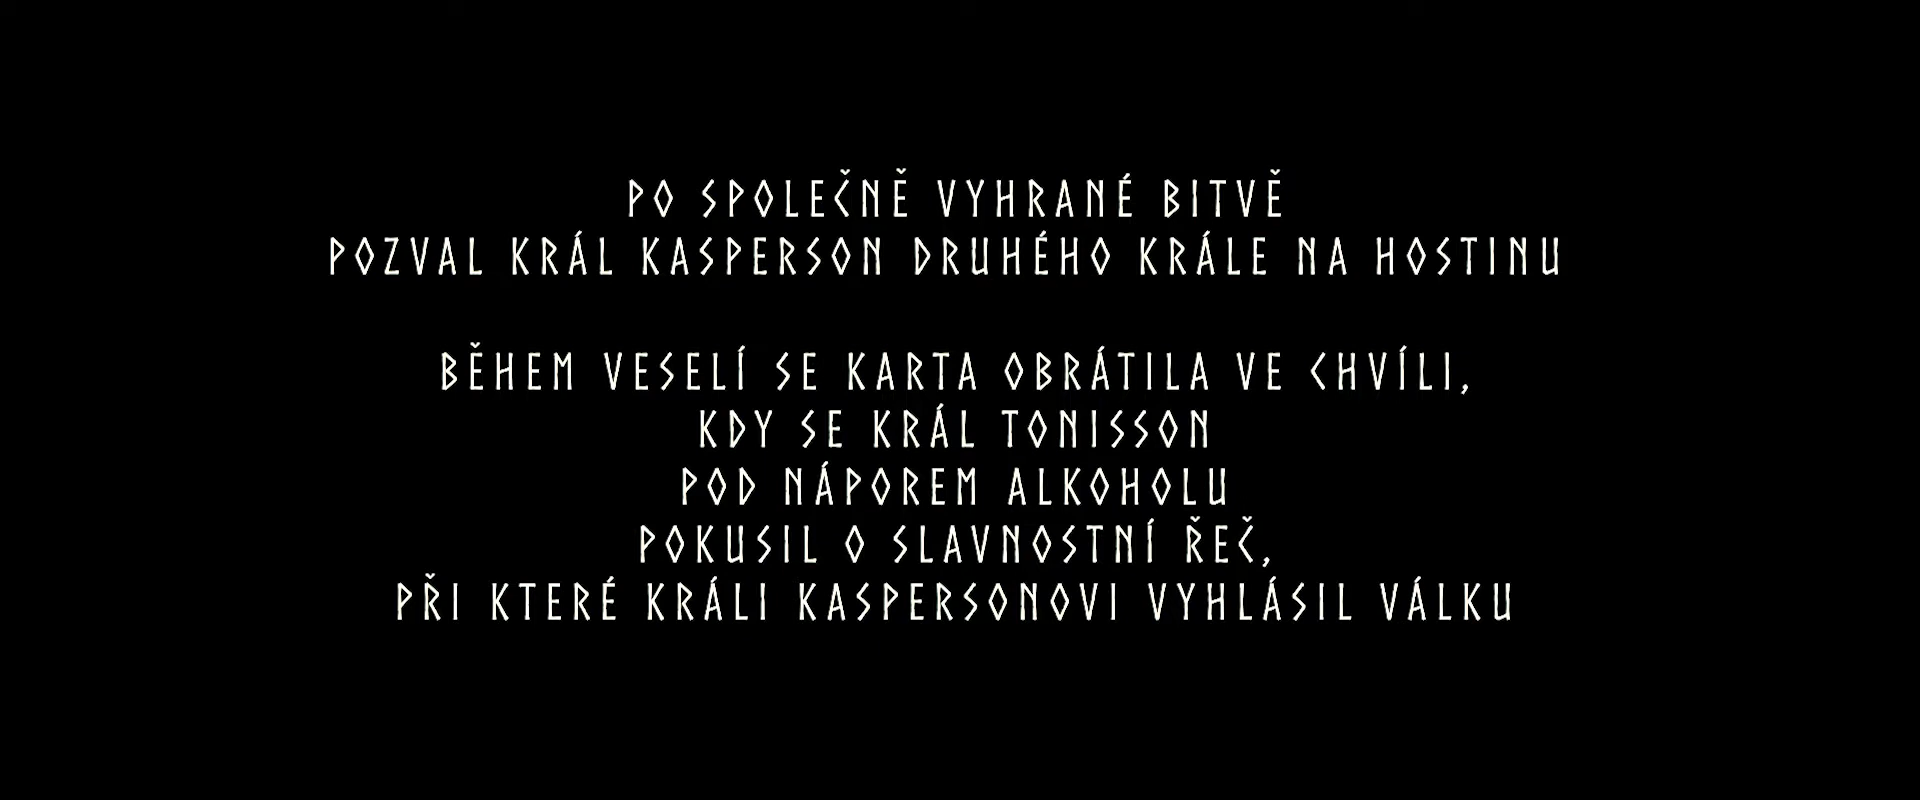 PO SPOLEČNĚ VYHRANÉ BITVĚ
POZVAL KRÁL KASPERSON DRUHÉHO KRÁLE NA HOSTINU
BĚHEM VESELÍ SE KARTA OBRÁTILA VE CHVÍLI,
KDY SE KRÁL TONISSON
POD NÁPOREM ALKOHOLU
POKUSIL O SLAVNOSTNÍ ŘEČ,
PŘI KTERÉ KRÁLI KASPERSONOVI VYHLÁSIL VÁLKU